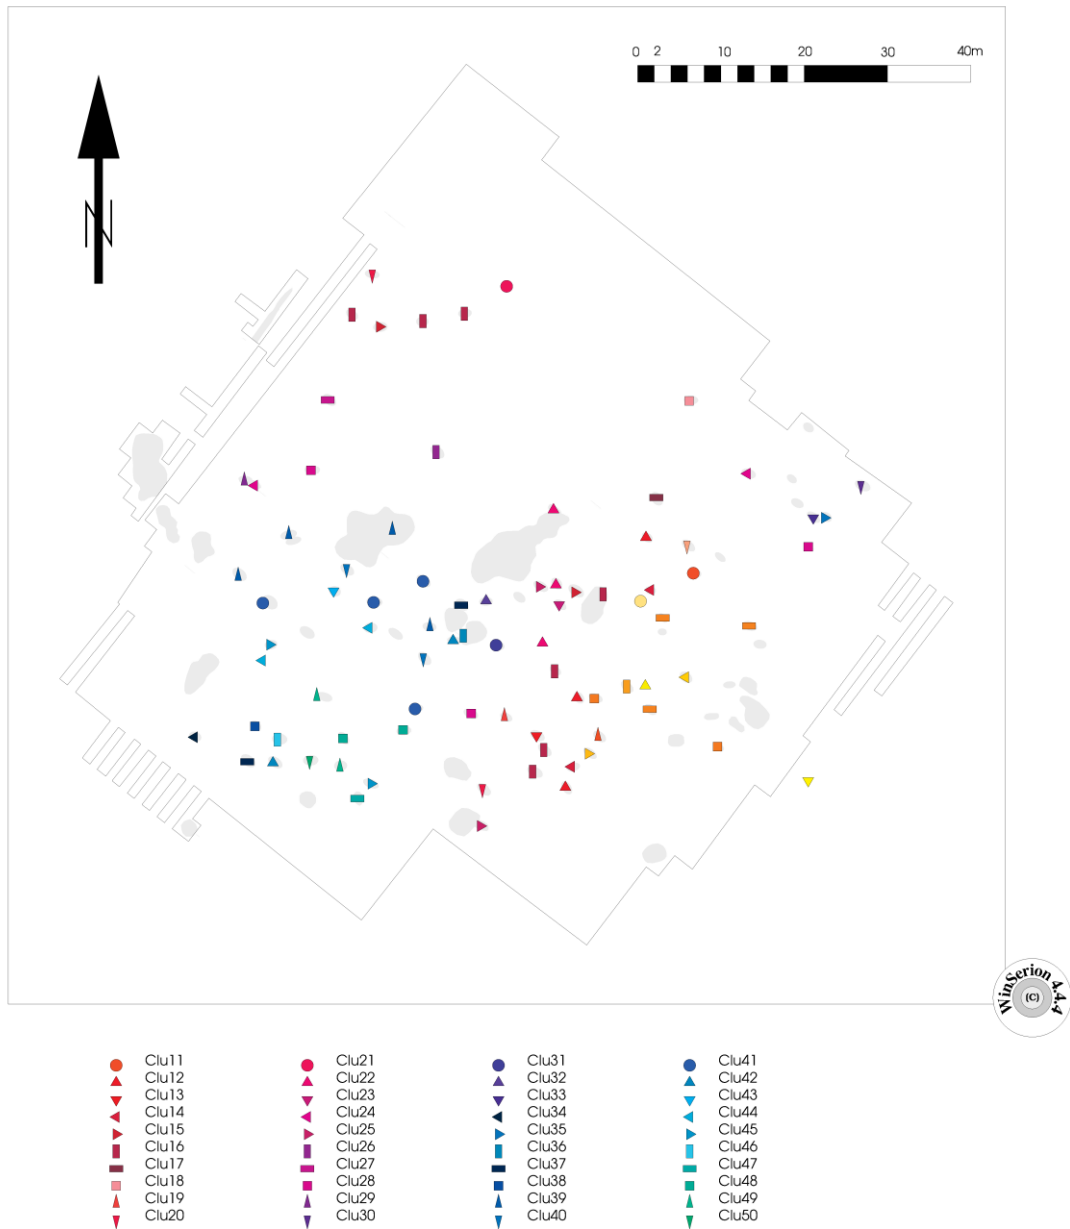 0 2 10 20 30 40m
N
WinSerion 4.4.4
(C)
Clu11 Clu21 Clu31 Clu41
Clu12 Clu22 Clu32 Clu42
Clu13 Clu23 Clu33 Clu43
Clu14 Clu24 Clu34 Clu44
Clu15 Clu25 Clu35 Clu45
Clu16 Clu26 Clu36 Clu46
Clu17 Clu27 Clu37 Clu47
Clu18 Clu28 Clu38 Clu48
Clu19 Clu29 Clu39 Clu49
Clu20 Clu30 Clu40 Clu50